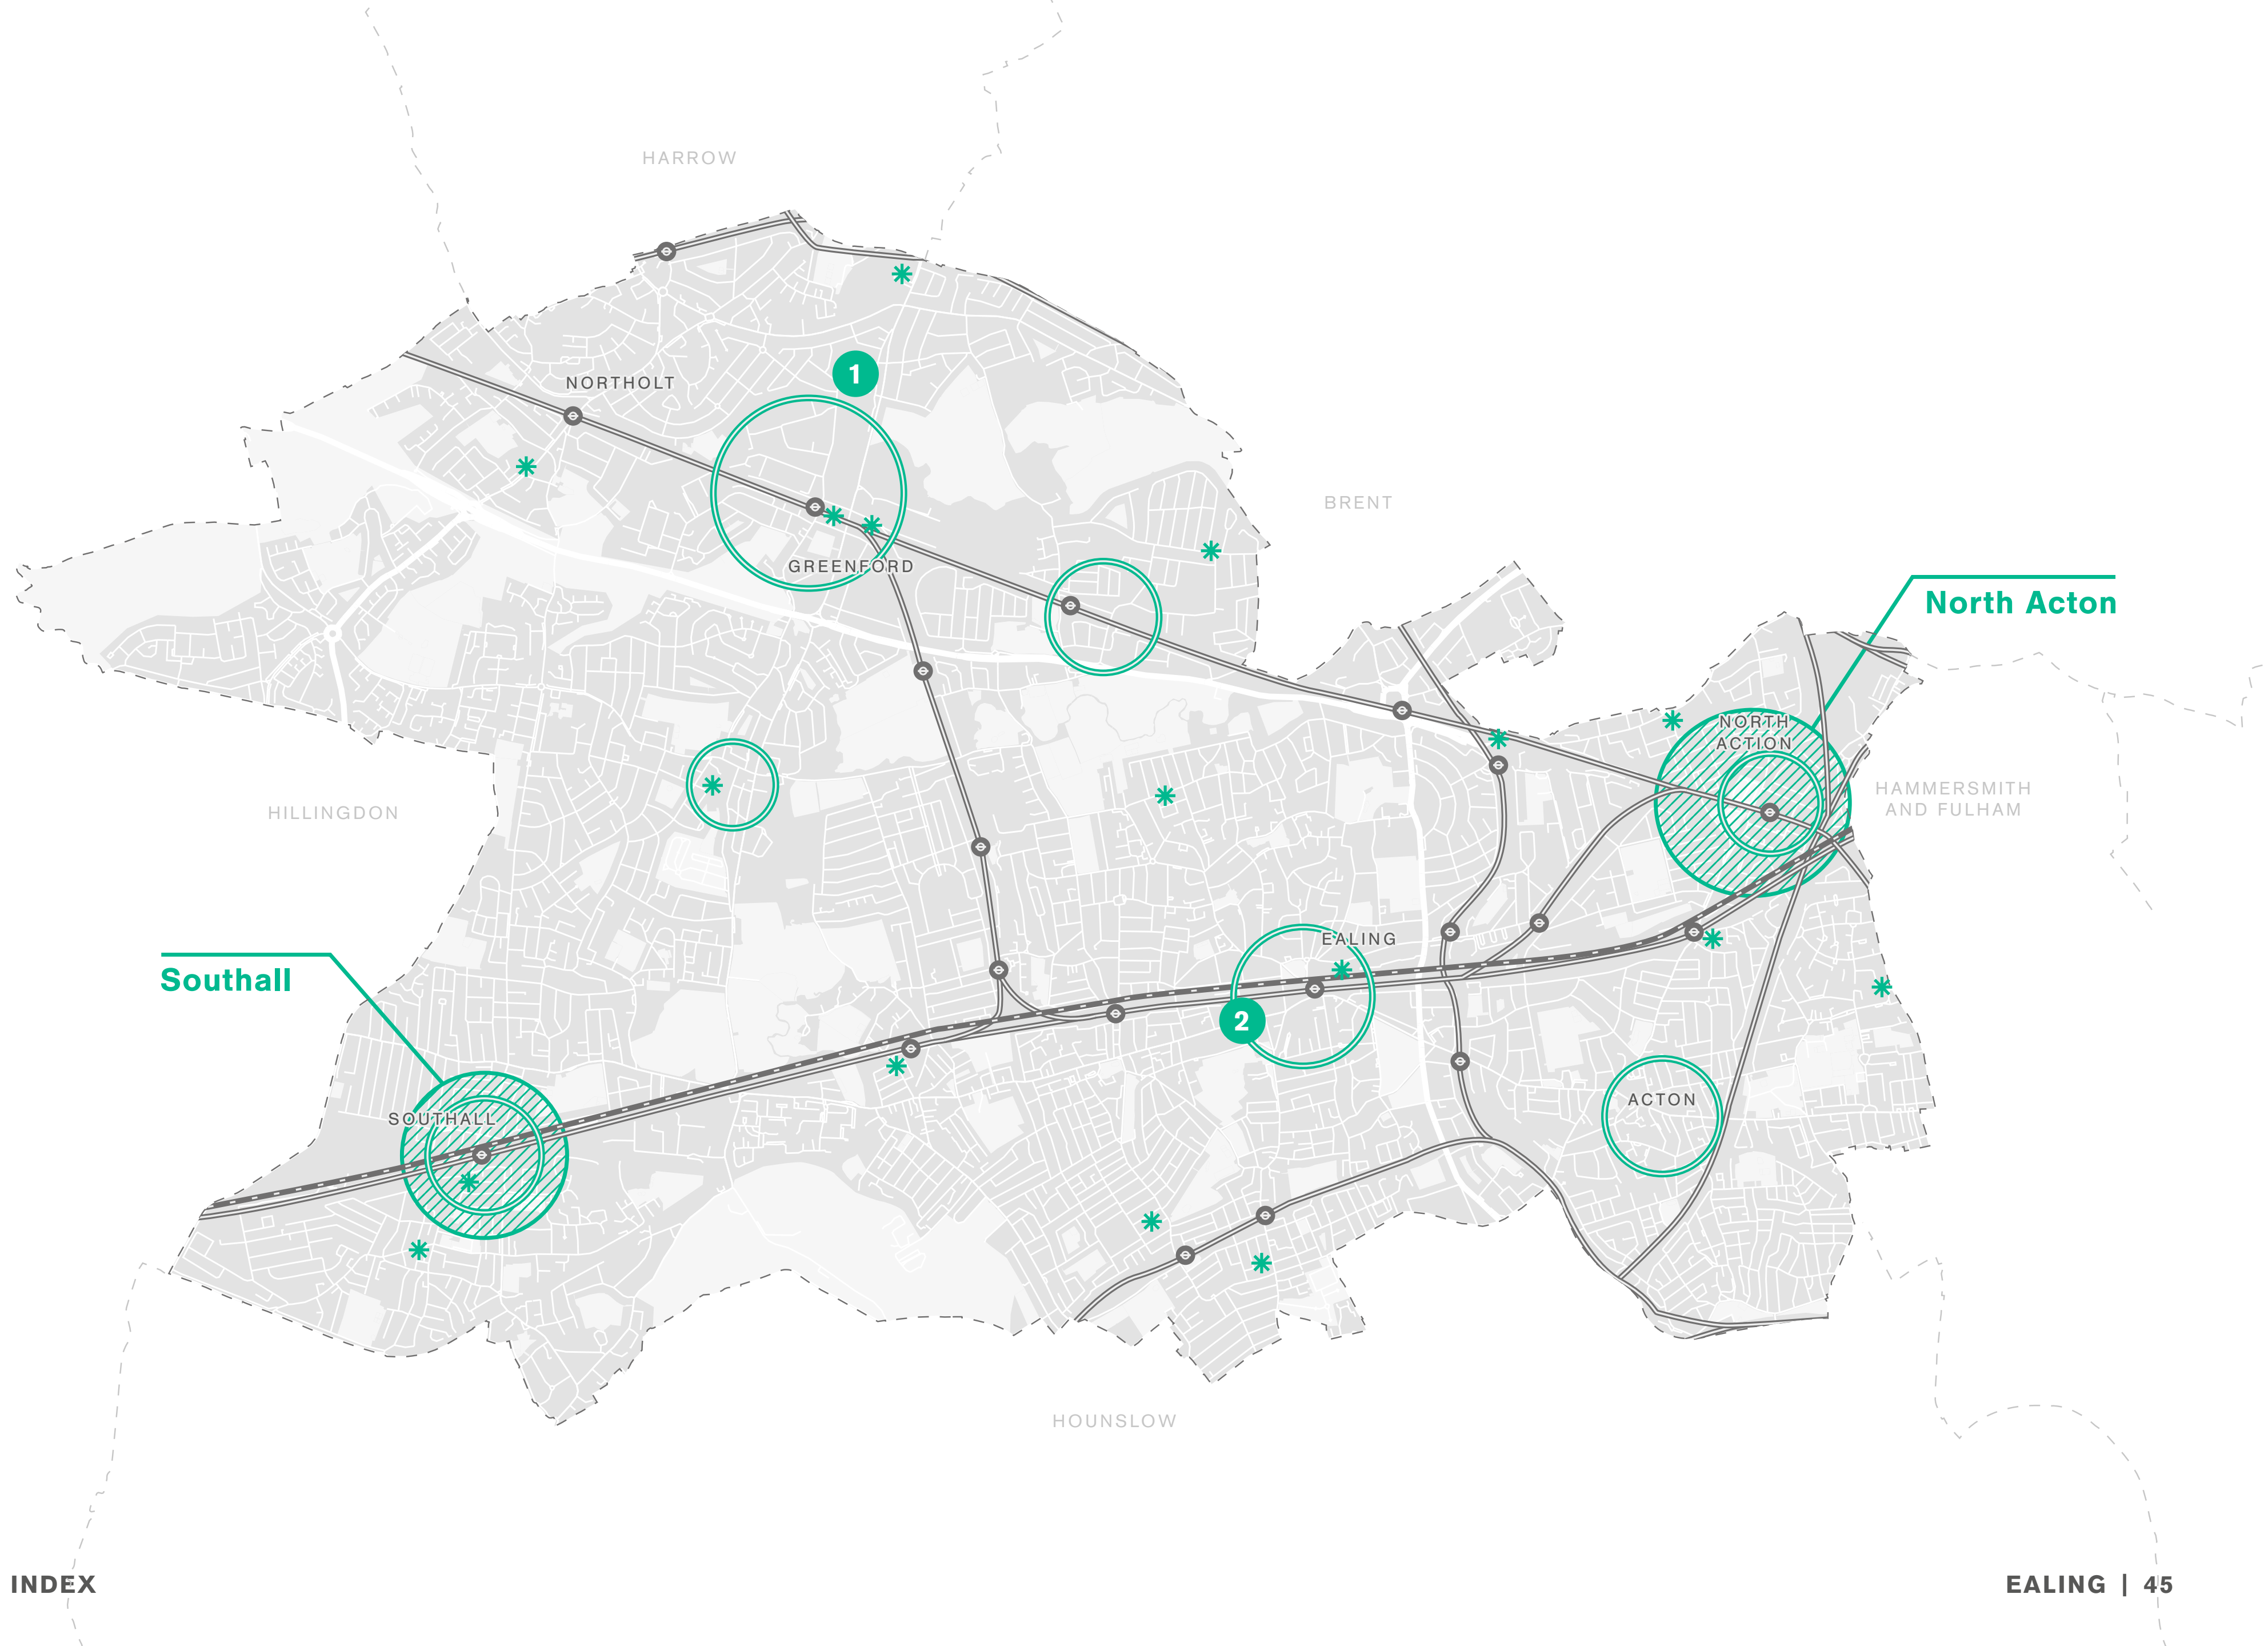 HARROW
1
NORTHOLT
BRENT
GREENFORD
North Acton
NORTH
ACTION
HAMMERSMITH
AND FULHAM
HILLINGDON
EALING
Southall
2
ACTON
SOUTHALL
HOUNSLOW
INDEX
EALING | 45